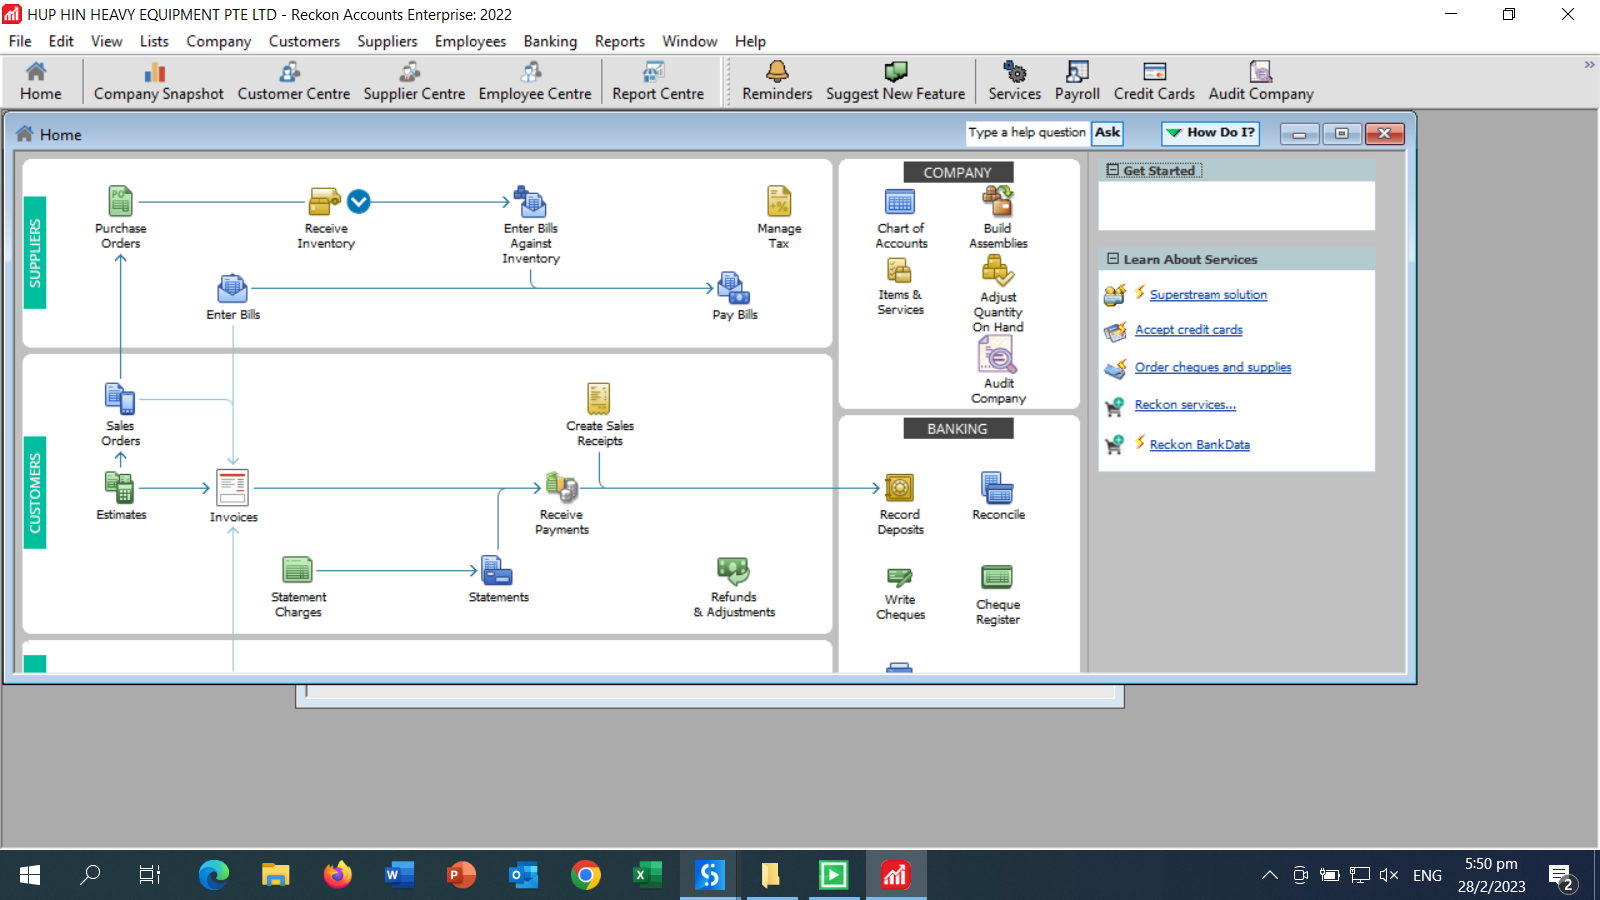 HUP HIN HEAVY EQUIPMENT PTE LTD - Reckon Accounts Enterprise: 2022
File Edit View Lists Company Customers Suppliers Employees Banking Reports Window Help
Home Company Snapshot Customer Centre Supplier Centre Employee Centre Report Centre Reminders Suggest New Feature Services Payroll Credit Cards Audit Company
Home
Type a help question Ask How Do I?
SUPPLIERS
PO
Purchase
Orders
Receive
Inventory
Enter Bills
Against
Inventory
Manage
Tax
Enter Bills
Pay Bills
CUSTOMERS
Sales
Orders
Create Sales
Receipts
Estimates
Invoices
Receive
Payments
Statement
Charges
Statements
Refunds
& Adjustments
COMPANY
Chart of
Accounts
Build
Assemblies
Items &
Services
Adjust
Quantity
On Hand
Audit
Company
BANKING
Record
Deposits
Reconcile
Write
Cheques
Cheque
Register
Get Started
Learn About Services
Superstream solution
Accept credit cards
Order cheques and supplies
Reckon services...
Reckon BankData
ENG
5:50 pm
28/2/2023
2